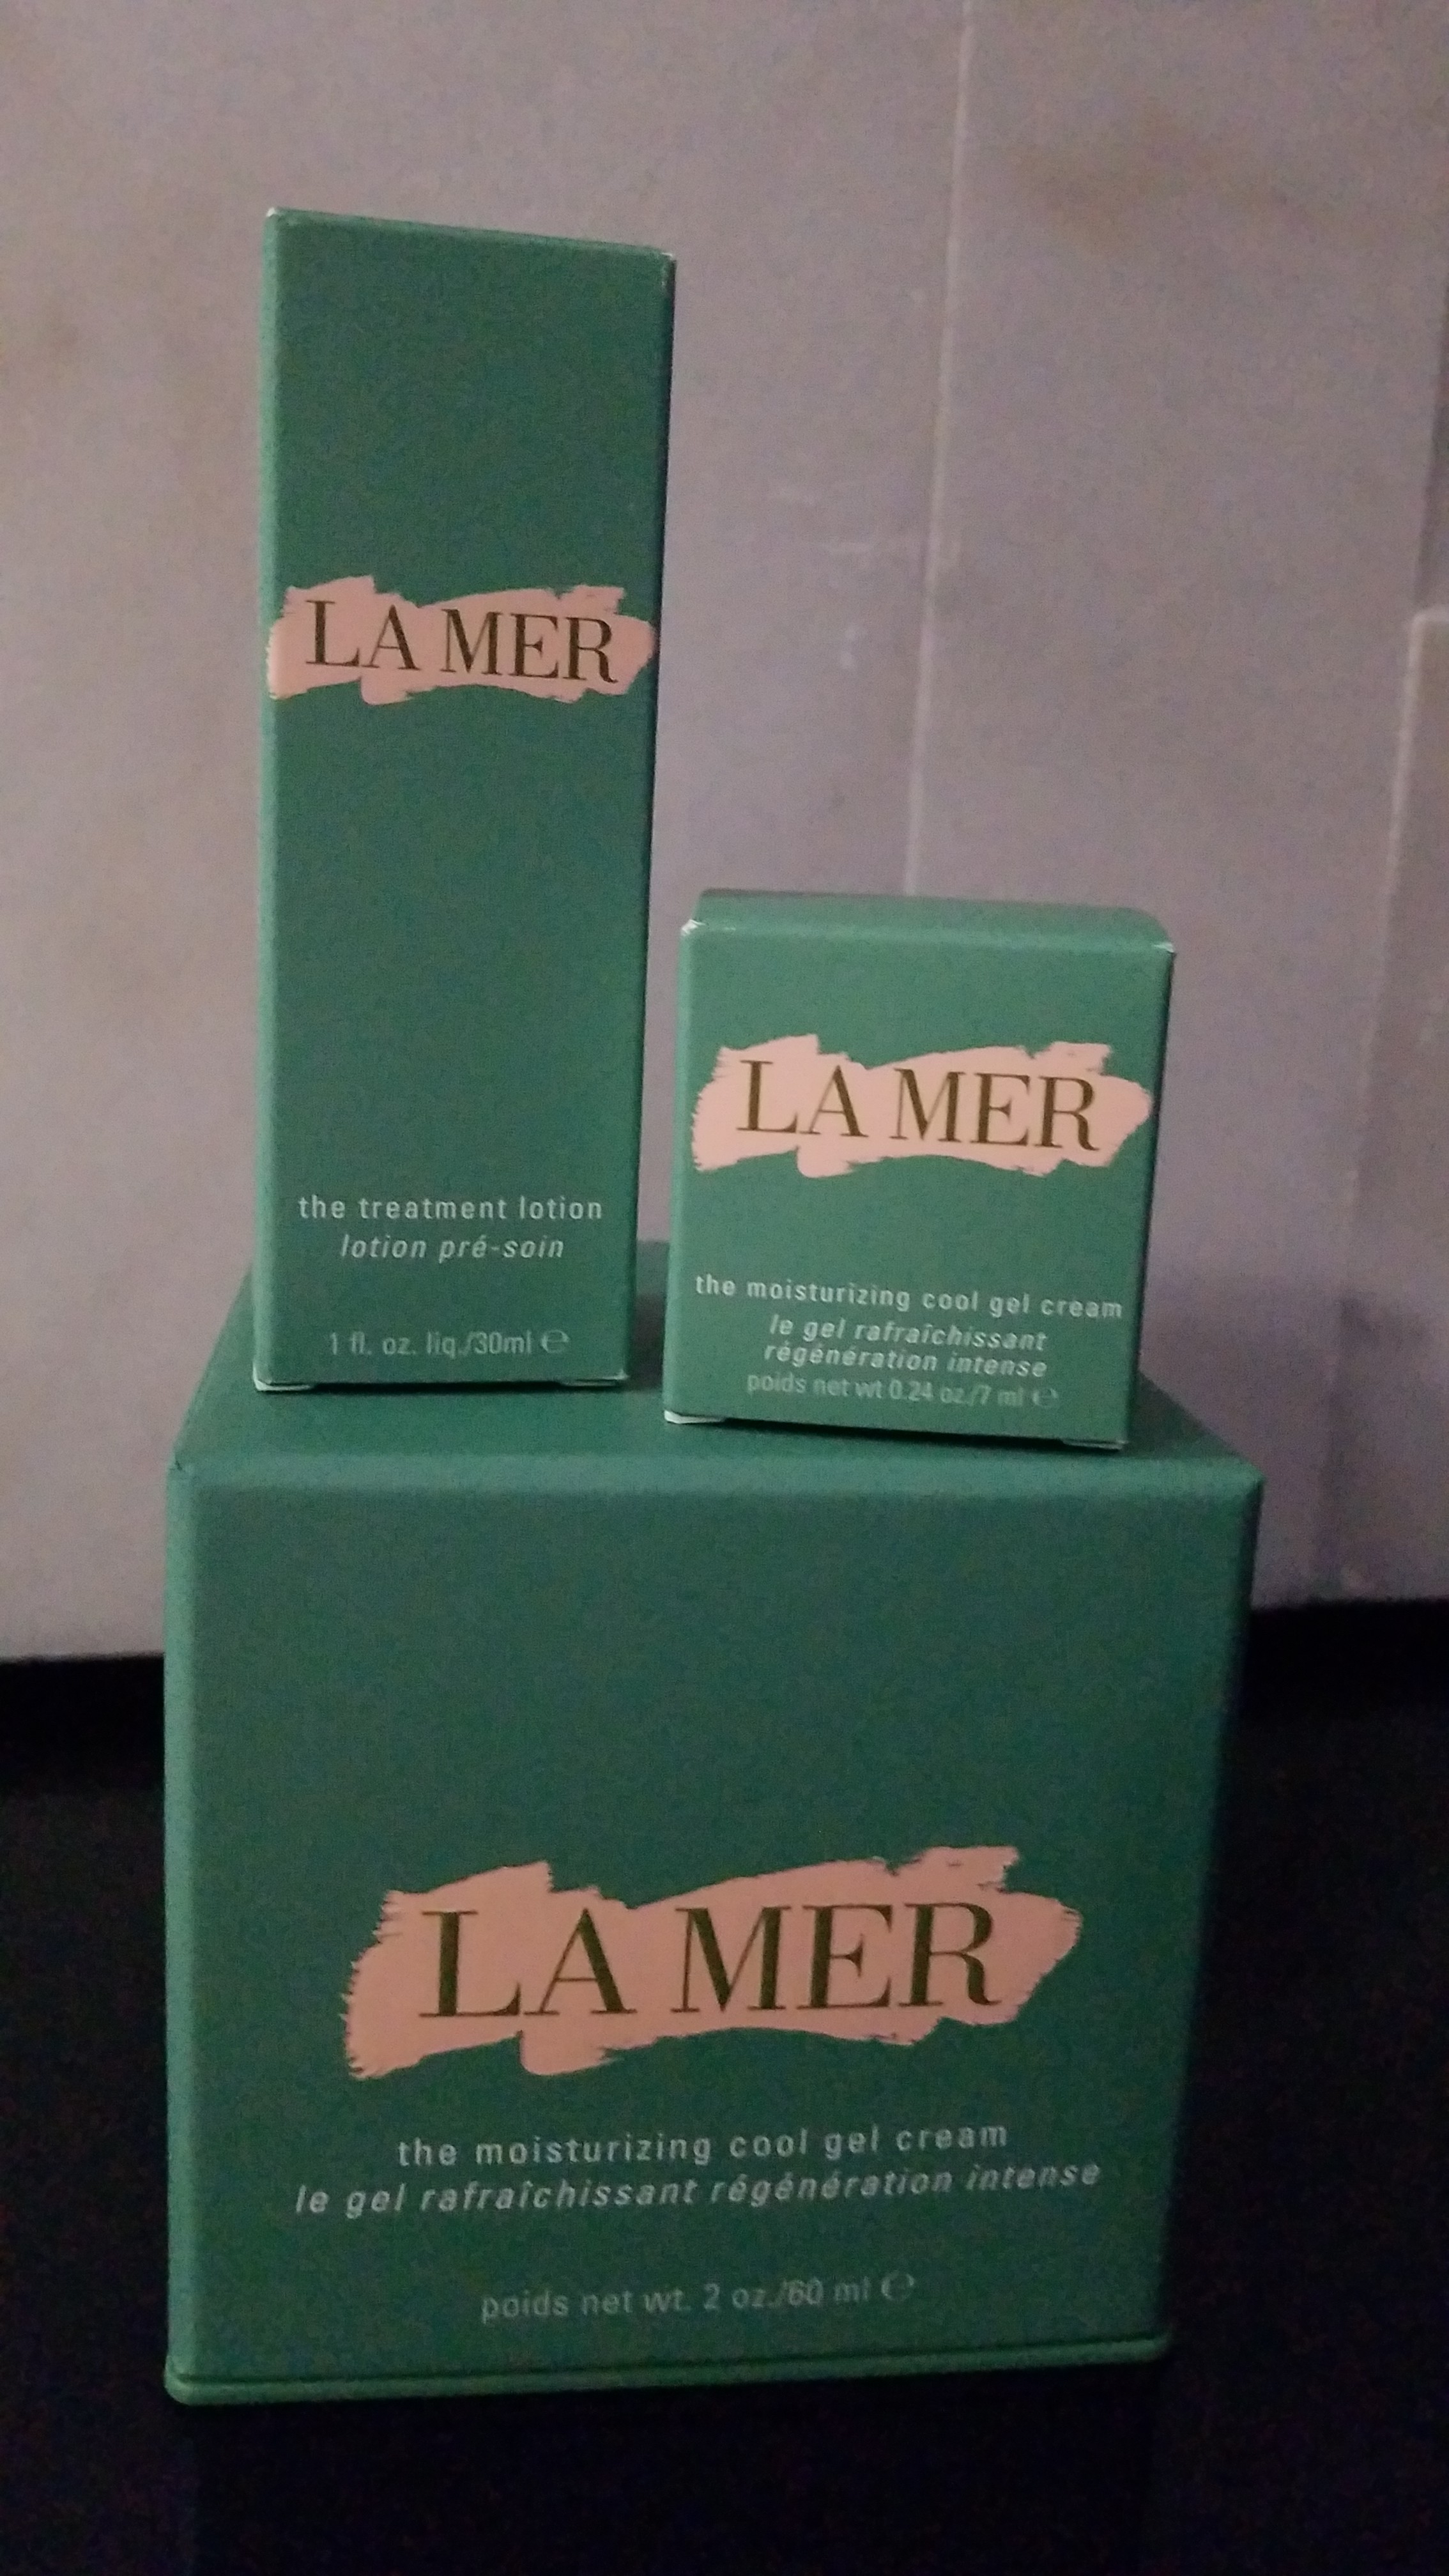 LA MER
the treatment lotion
lotion pré-soin
1 fl. oz. liq./30ml ℮
LA MER
the moisturizing cool gel cream
le gel rafraîchissant
régénération intense
poids net wt 0.24 oz./7 ml ℮
LA MER
the moisturizing cool gel cream
le gel rafraîchissant régénération intense
poids net wt. 2 oz./60 ml ℮